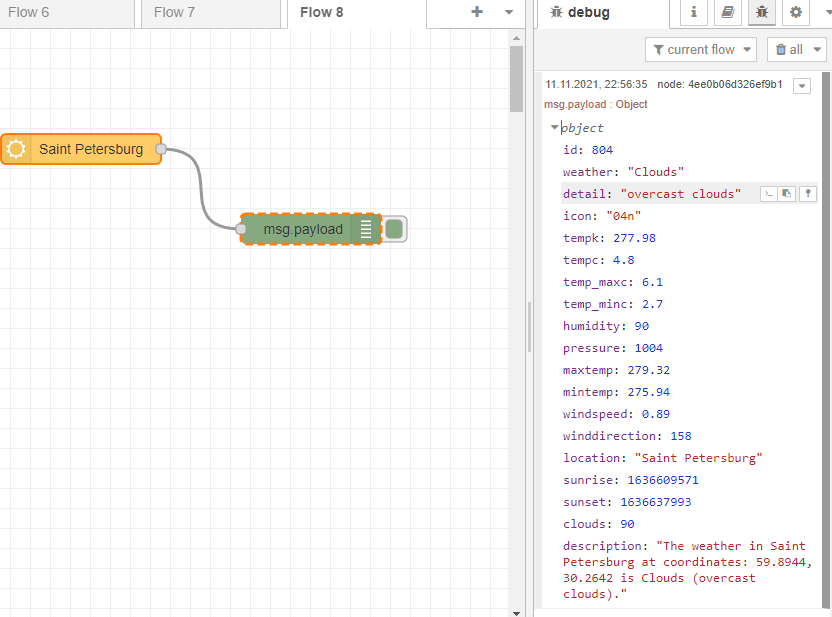 Flow 6
Flow 7
Flow 8
debug
current flow
all
Saint Petersburg
msg.payload
11.11.2021, 22:56:35 node: 4ee0b06d326ef9b1
msg.payload : Object
object
id: 804
weather: "Clouds"
detail: "overcast clouds"
icon: "04n"
tempk: 277.98
tempc: 4.8
temp_maxc: 6.1
temp_minc: 2.7
humidity: 90
pressure: 1004
maxtemp: 279.32
mintemp: 275.94
windspeed: 0.89
winddirection: 158
location: "Saint Petersburg"
sunrise: 1636609571
sunset: 1636637993
clouds: 90
description: "The weather in Saint
Petersburg at coordinates: 59.8944,
30.2642 is Clouds (overcast
clouds)."